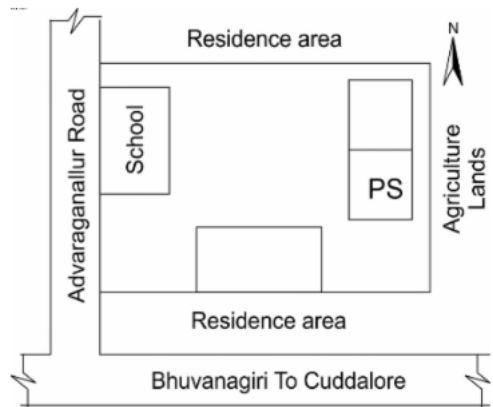 Residence area
N
Advaraganallur Road
School
PS
Agriculture
Lands
Residence area
Bhuvanagiri To Cuddalore